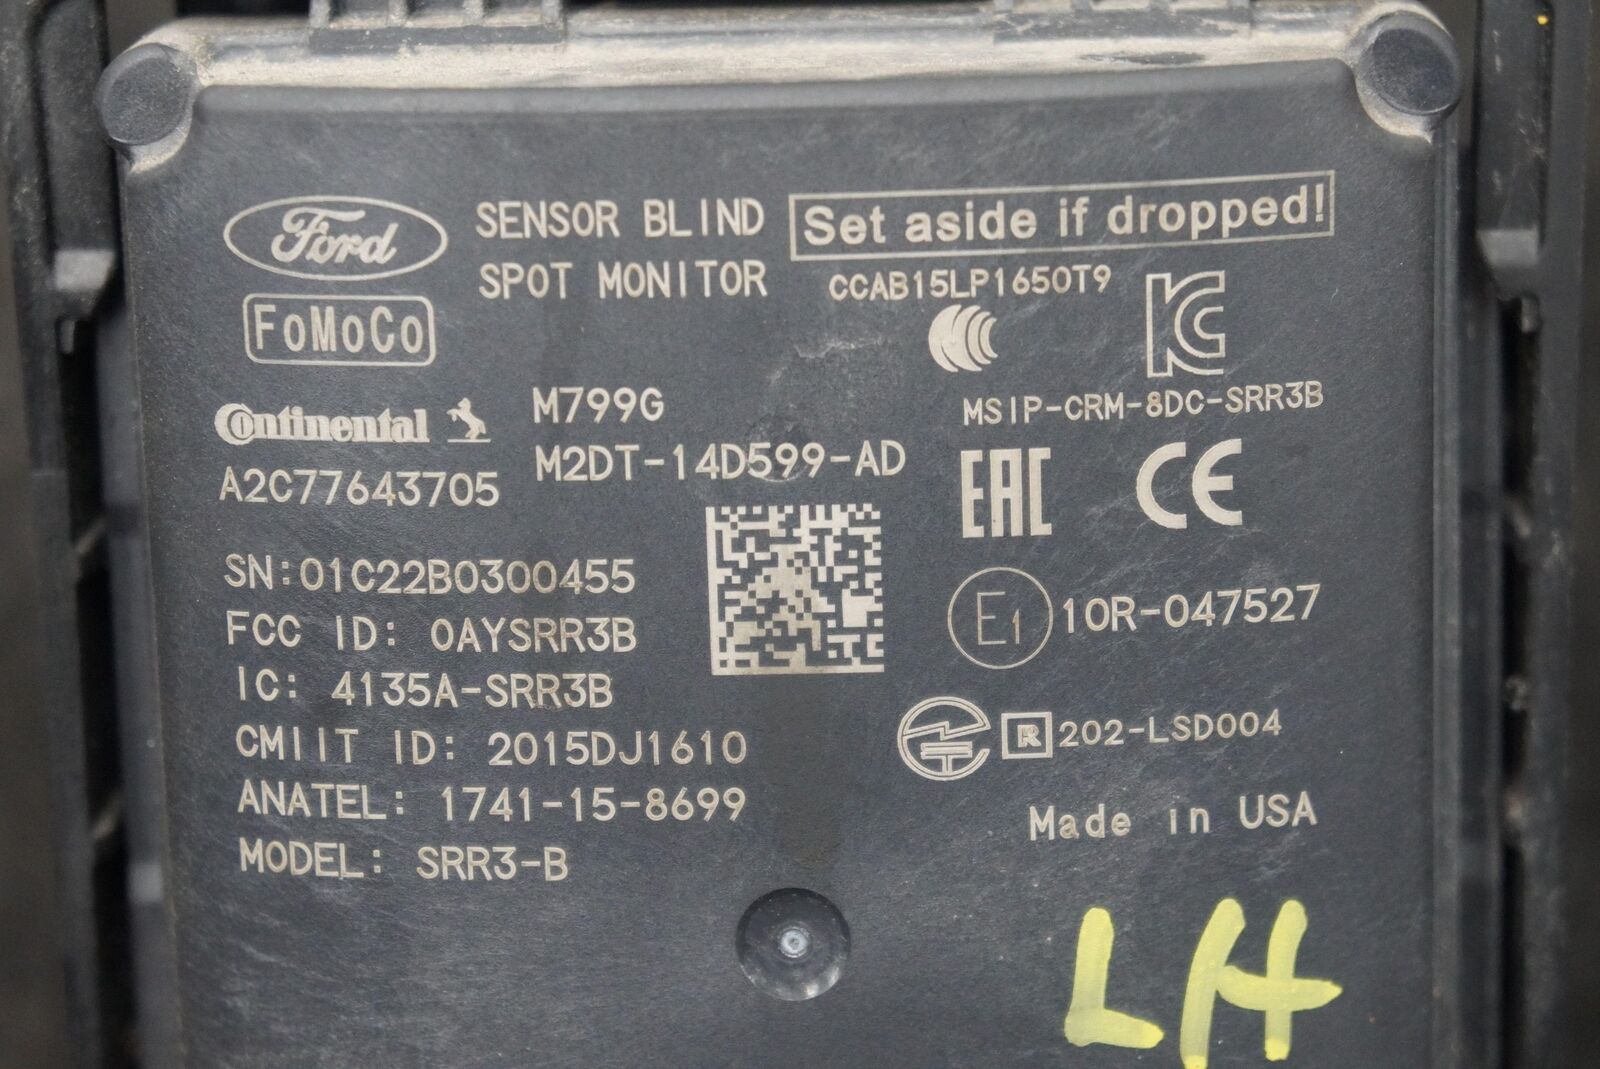 Ford
SENSOR BLIND
SPOT MONITOR
Set aside if dropped!
FoMoCo
CCAB15LP1650T9
CCC
KC
MSIP-CRM-8DC-SRR3B
Continental
A2C77643705
M799G
M2DT-14D599-AD
EAC
CE
SN:01C22B0300455
FCC ID: OAYSRR3B
IC: 4135A-SRR3B
CMIIT ID: 2015DJ1610
ANATEL: 1741-15-8699
MODEL: SRR3-B
E1 10R-047527
R 202-LSD004
Made in USA
LH